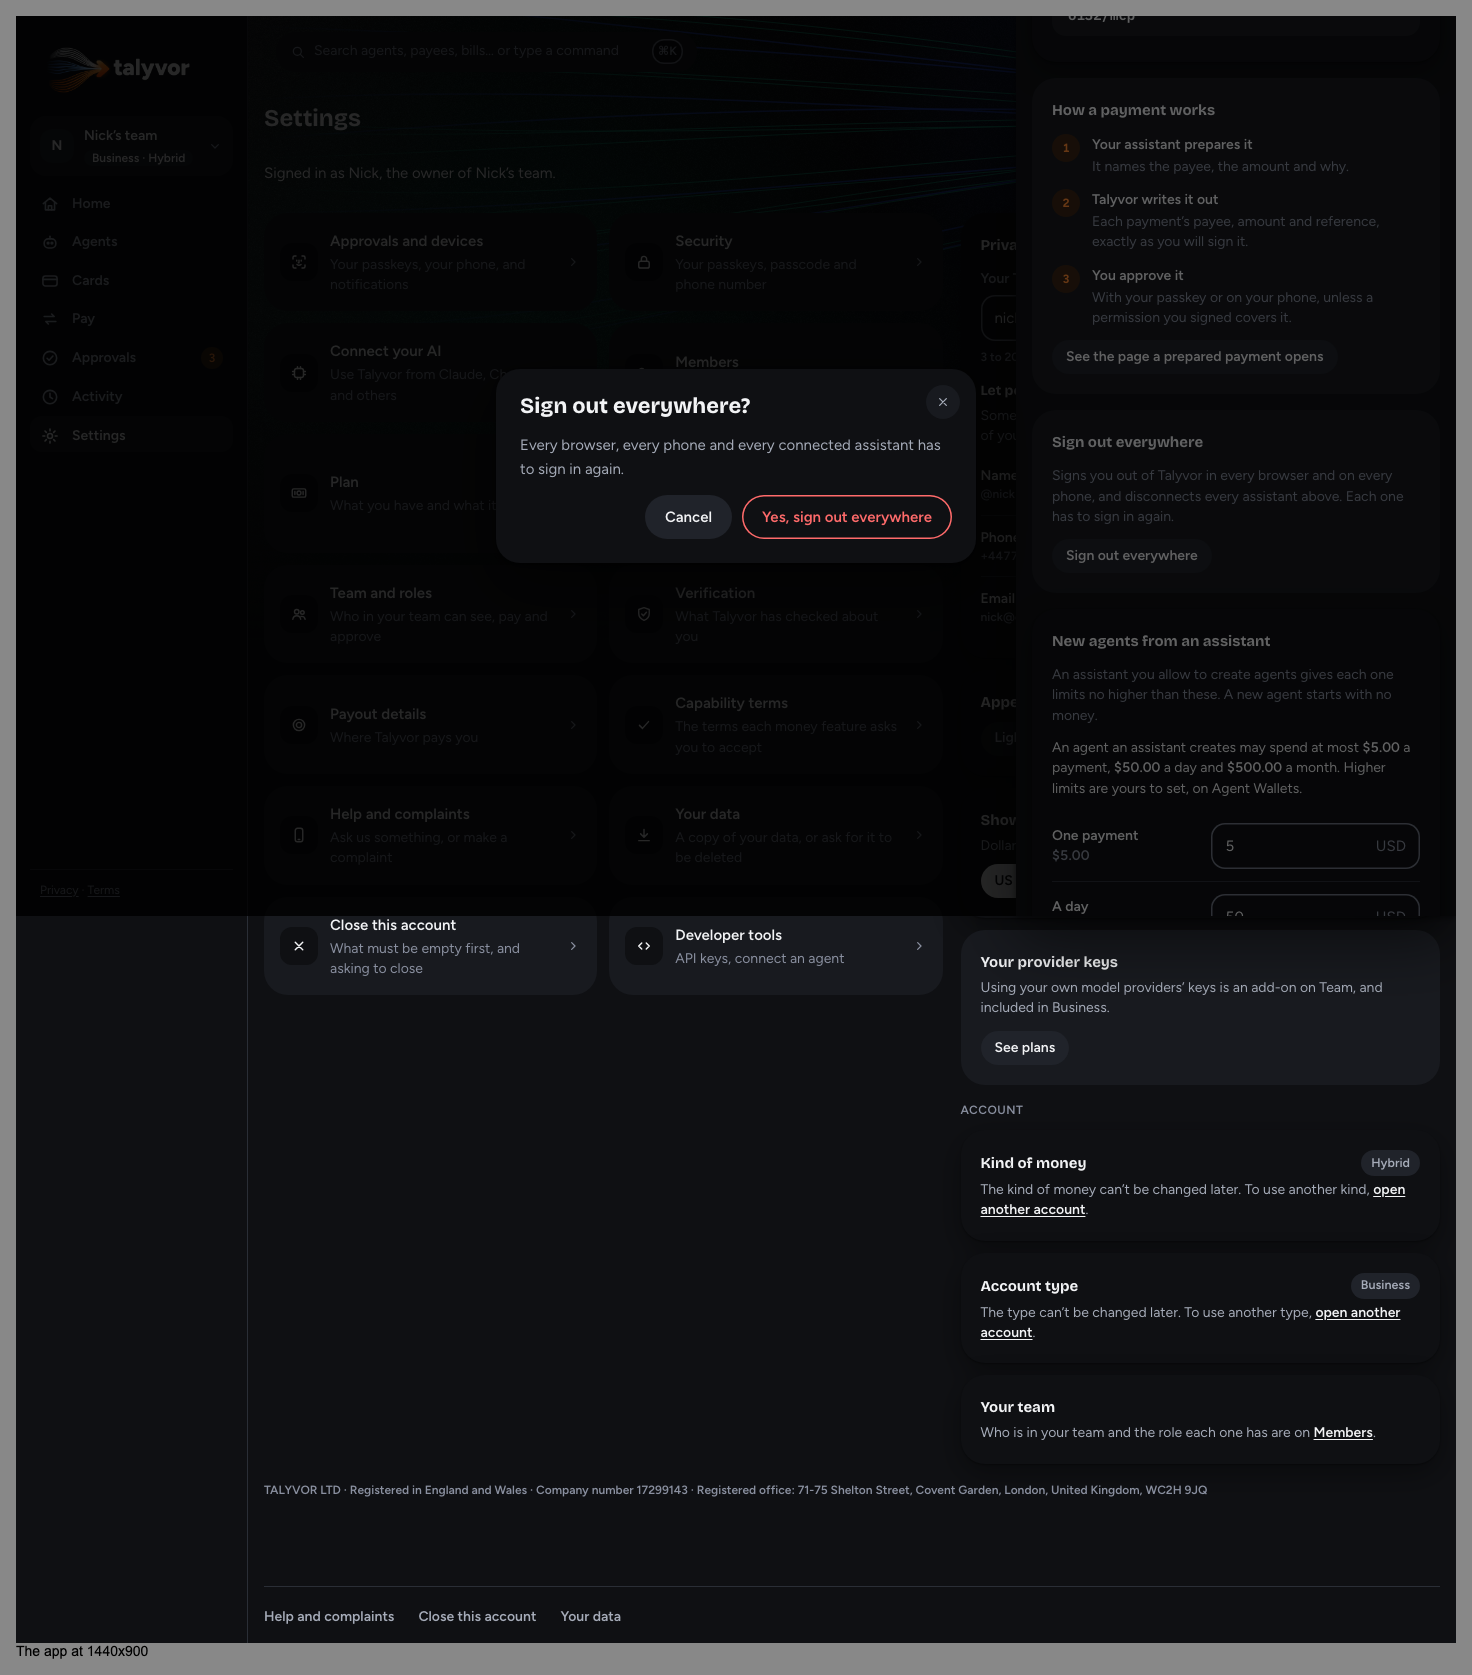 talyvor
N
Nick's team
Business · Hybrid
Home
Agents
Cards
Pay
Approvals
3
Activity
Settings
Privacy · Terms
Search agents, payees, bills... or type a command
⌘K
Settings
Signed in as Nick, the owner of Nick's team.
Approvals and devices
Your passkeys, your phone, and
notifications
Security
Your passkeys, passcode and
phone number
Connect your AI
Use Talyvor from Claude,
and others
Members
Plan
What you have and what
Team and roles
Who in your team can see, pay and
approve
Verification
What Talyvor has checked about
you
Payout details
Where Talyvor pays you
Capability terms
The terms each money feature asks
you to accept
Help and complaints
Ask us something, or make a
complaint
Your data
A copy of your data, or ask for it to
be deleted
Close this account
What must be empty first, and
asking to close
Developer tools
API keys, connect an agent
Sign out everywhere?
Every browser, every phone and every connected assistant has
to sign in again.
Cancel
Yes, sign out everywhere
Your
3 to 20
Let
Some
of
Name
@nick
Phone
+4477
Email
nick@
US
How a payment works
1
Your assistant prepares it
It names the payee, the amount and why.
2
Talyvor writes it out
Each payment's payee, amount and reference,
exactly as you will sign it.
3
You approve it
With your passkey or on your phone, unless a
permission you signed covers it.
See the page a prepared payment opens
Sign out everywhere
Signs you out of Talyvor in every browser and on every
phone, and disconnects every assistant above. Each one
has to sign in again.
Sign out everywhere
New agents from an assistant
An assistant you allow to create agents gives each one
limits no higher than these. A new agent starts with no
money.
An agent an assistant creates may spend at most $5.00 a
payment, $50.00 a day and $500.00 a month. Higher
limits are yours to set, on Agent Wallets.
One payment
$5.00
5 USD
A day
50 USD
Your provider keys
Using your own model providers' keys is an add-on on Team, and
included in Business.
See plans
ACCOUNT
Kind of money
Hybrid
The kind of money can't be changed later. To use another kind, open
another account.
Account type
Business
The type can't be changed later. To use another type, open another
account.
Your team
Who is in your team and the role each one has are on Members.
TALYVOR LTD · Registered in England and Wales · Company number 17299143 · Registered office: 71-75 Shelton Street, Covent Garden, London, United Kingdom, WC2H 9JQ
Help and complaints
Close this account
Your data
The app at 1440x900